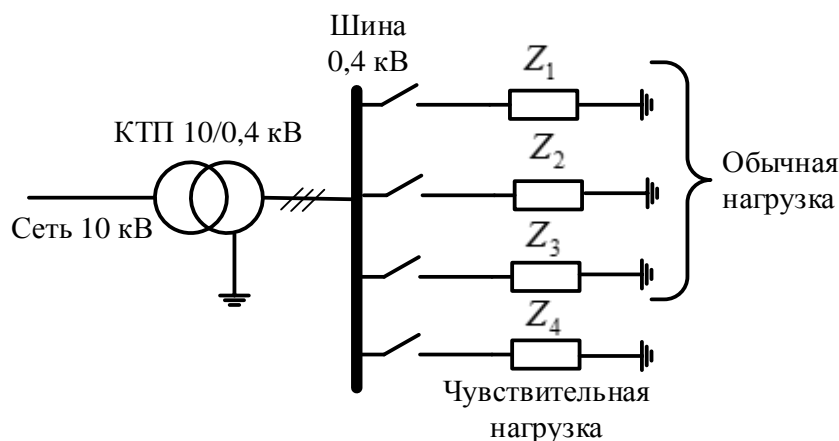 Шина
0,4 кВ
КТП 10/0,4 кВ
Сеть 10 кВ
Z1
Z2
Z3
Z4
Обычная
нагрузка
Чувствительная
нагрузка